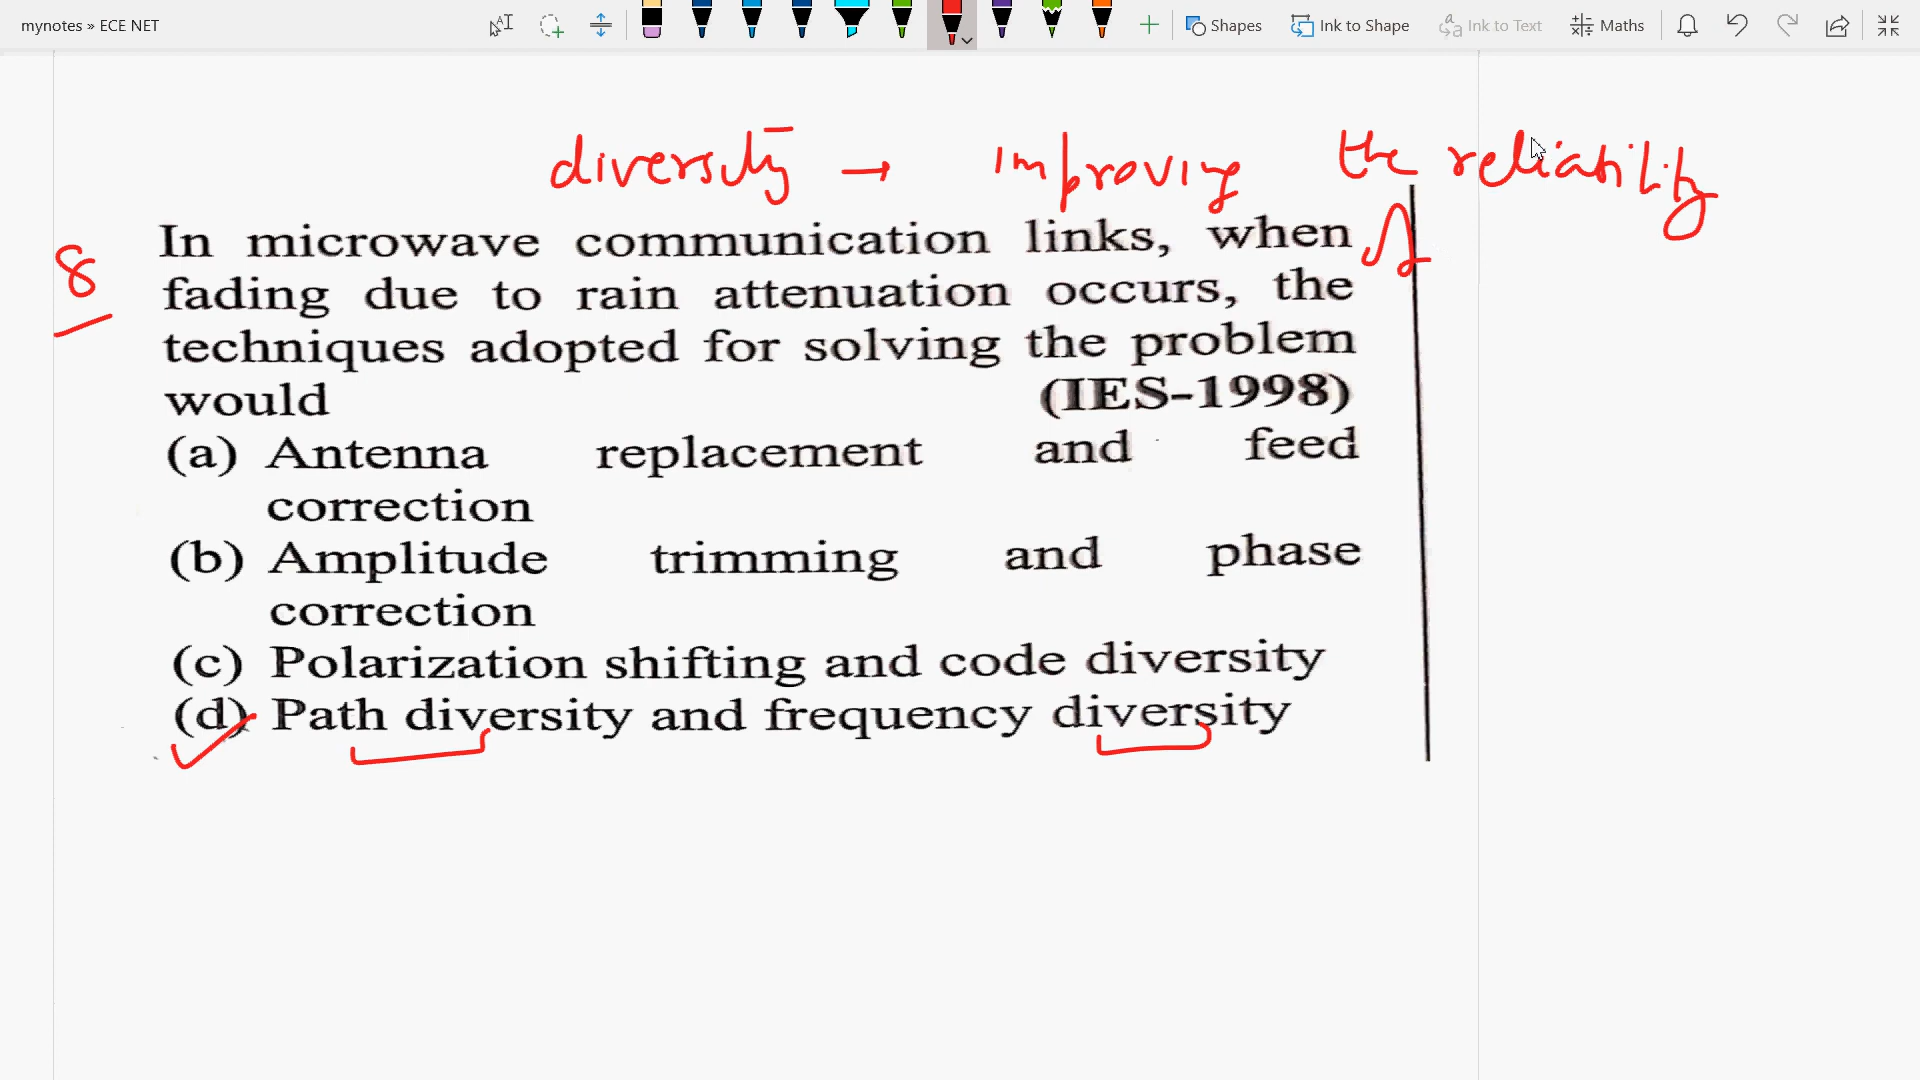 mynotes » ECE NET
Shapes
Ink to Shape
Ink to Text
Maths
diversity → improving the reliability
8
In microwave communication links, when
fading due to rain attenuation occurs, the
techniques adopted for solving the problem
would (IES-1998)
(a) Antenna replacement and feed
correction
(b) Amplitude trimming and phase
correction
(c) Polarization shifting and code diversity
(d) Path diversity and frequency diversity